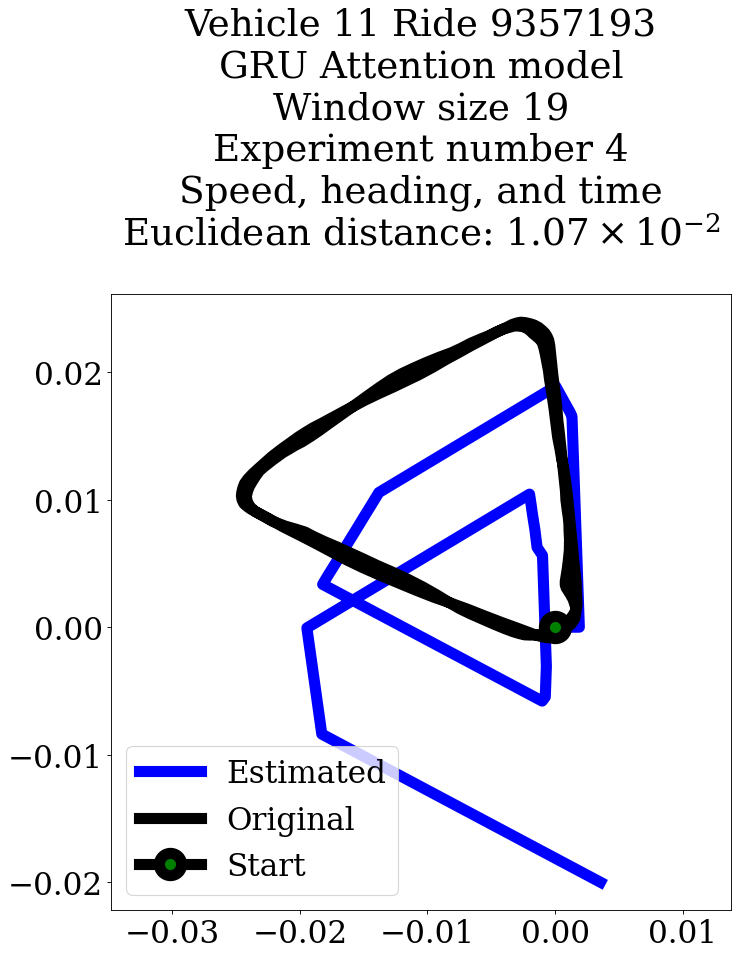 Vehicle 11 Ride 9357193
GRU Attention model
Window size 19
Experiment number 4
Speed, heading, and time
Euclidean distance: 1.07 × 10⁻²
0.02
0.01
0.00
−0.01
−0.02
Estimated
Original
Start
−0.03 −0.02 −0.01 0.00 0.01